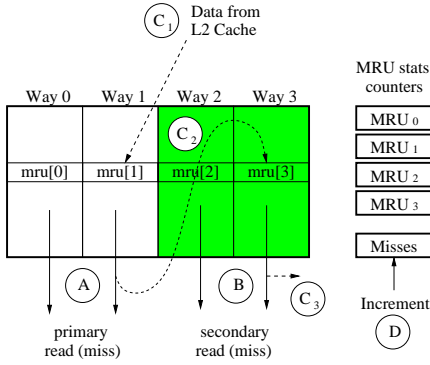 C1
Data from
L2 Cache
Way 0 Way 1 Way 2 Way 3
C2
mru[0] mru[1] mru[2] mru[3]
A
B
C3
primary
read (miss)
secondary
read (miss)
MRU stats
counters
MRU 0
MRU 1
MRU 2
MRU 3
Misses
Increment
D